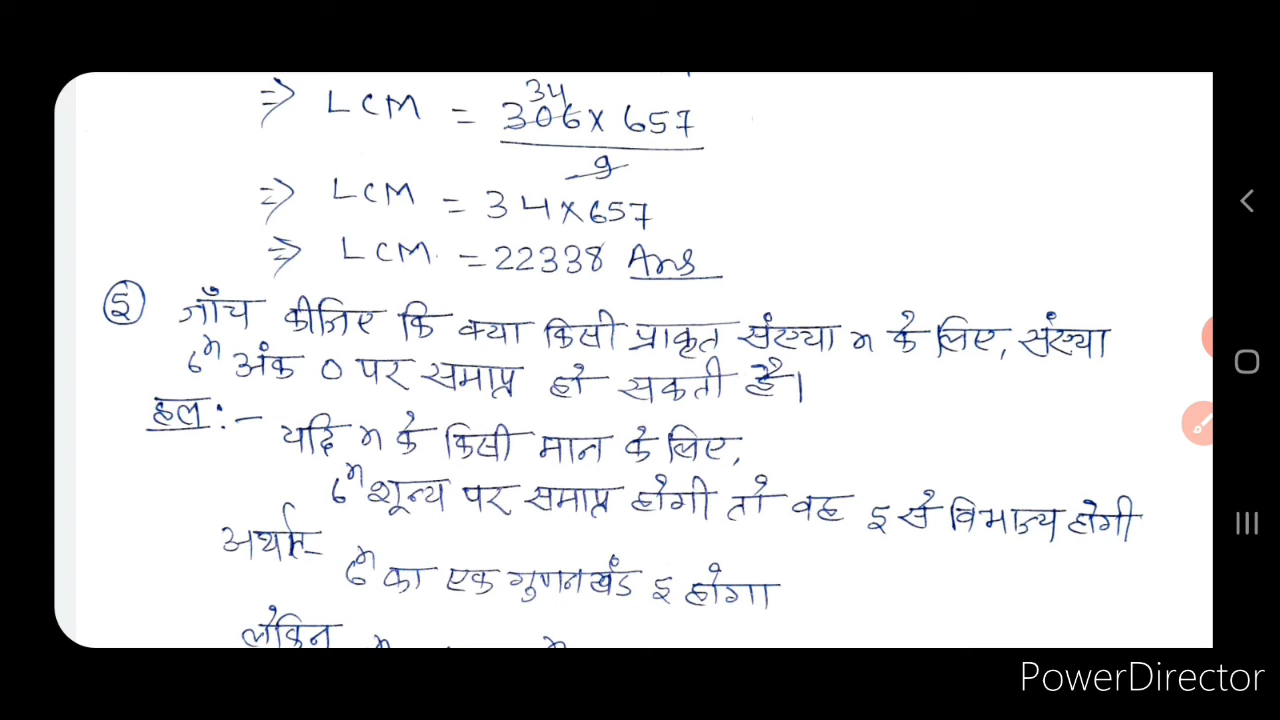 34
⇒ LCM = 306 × 657
9
⇒ LCM = 34 × 657
⇒ LCM = 22338 Ans
⑤ जाँच कीजिए कि क्या किसी प्राकृत संख्या n के लिए, संख्या
6ⁿ अंक 0 पर समाप्त हो सकती है।
हल:-
यदि n के किसी मान के लिए,
6ⁿ शून्य पर समाप्त होगी तो वह 5 से विभाज्य होगी
अर्थात
6ⁿ का एक गुणनखंड 5 होगा
लेकिन
PowerDirector